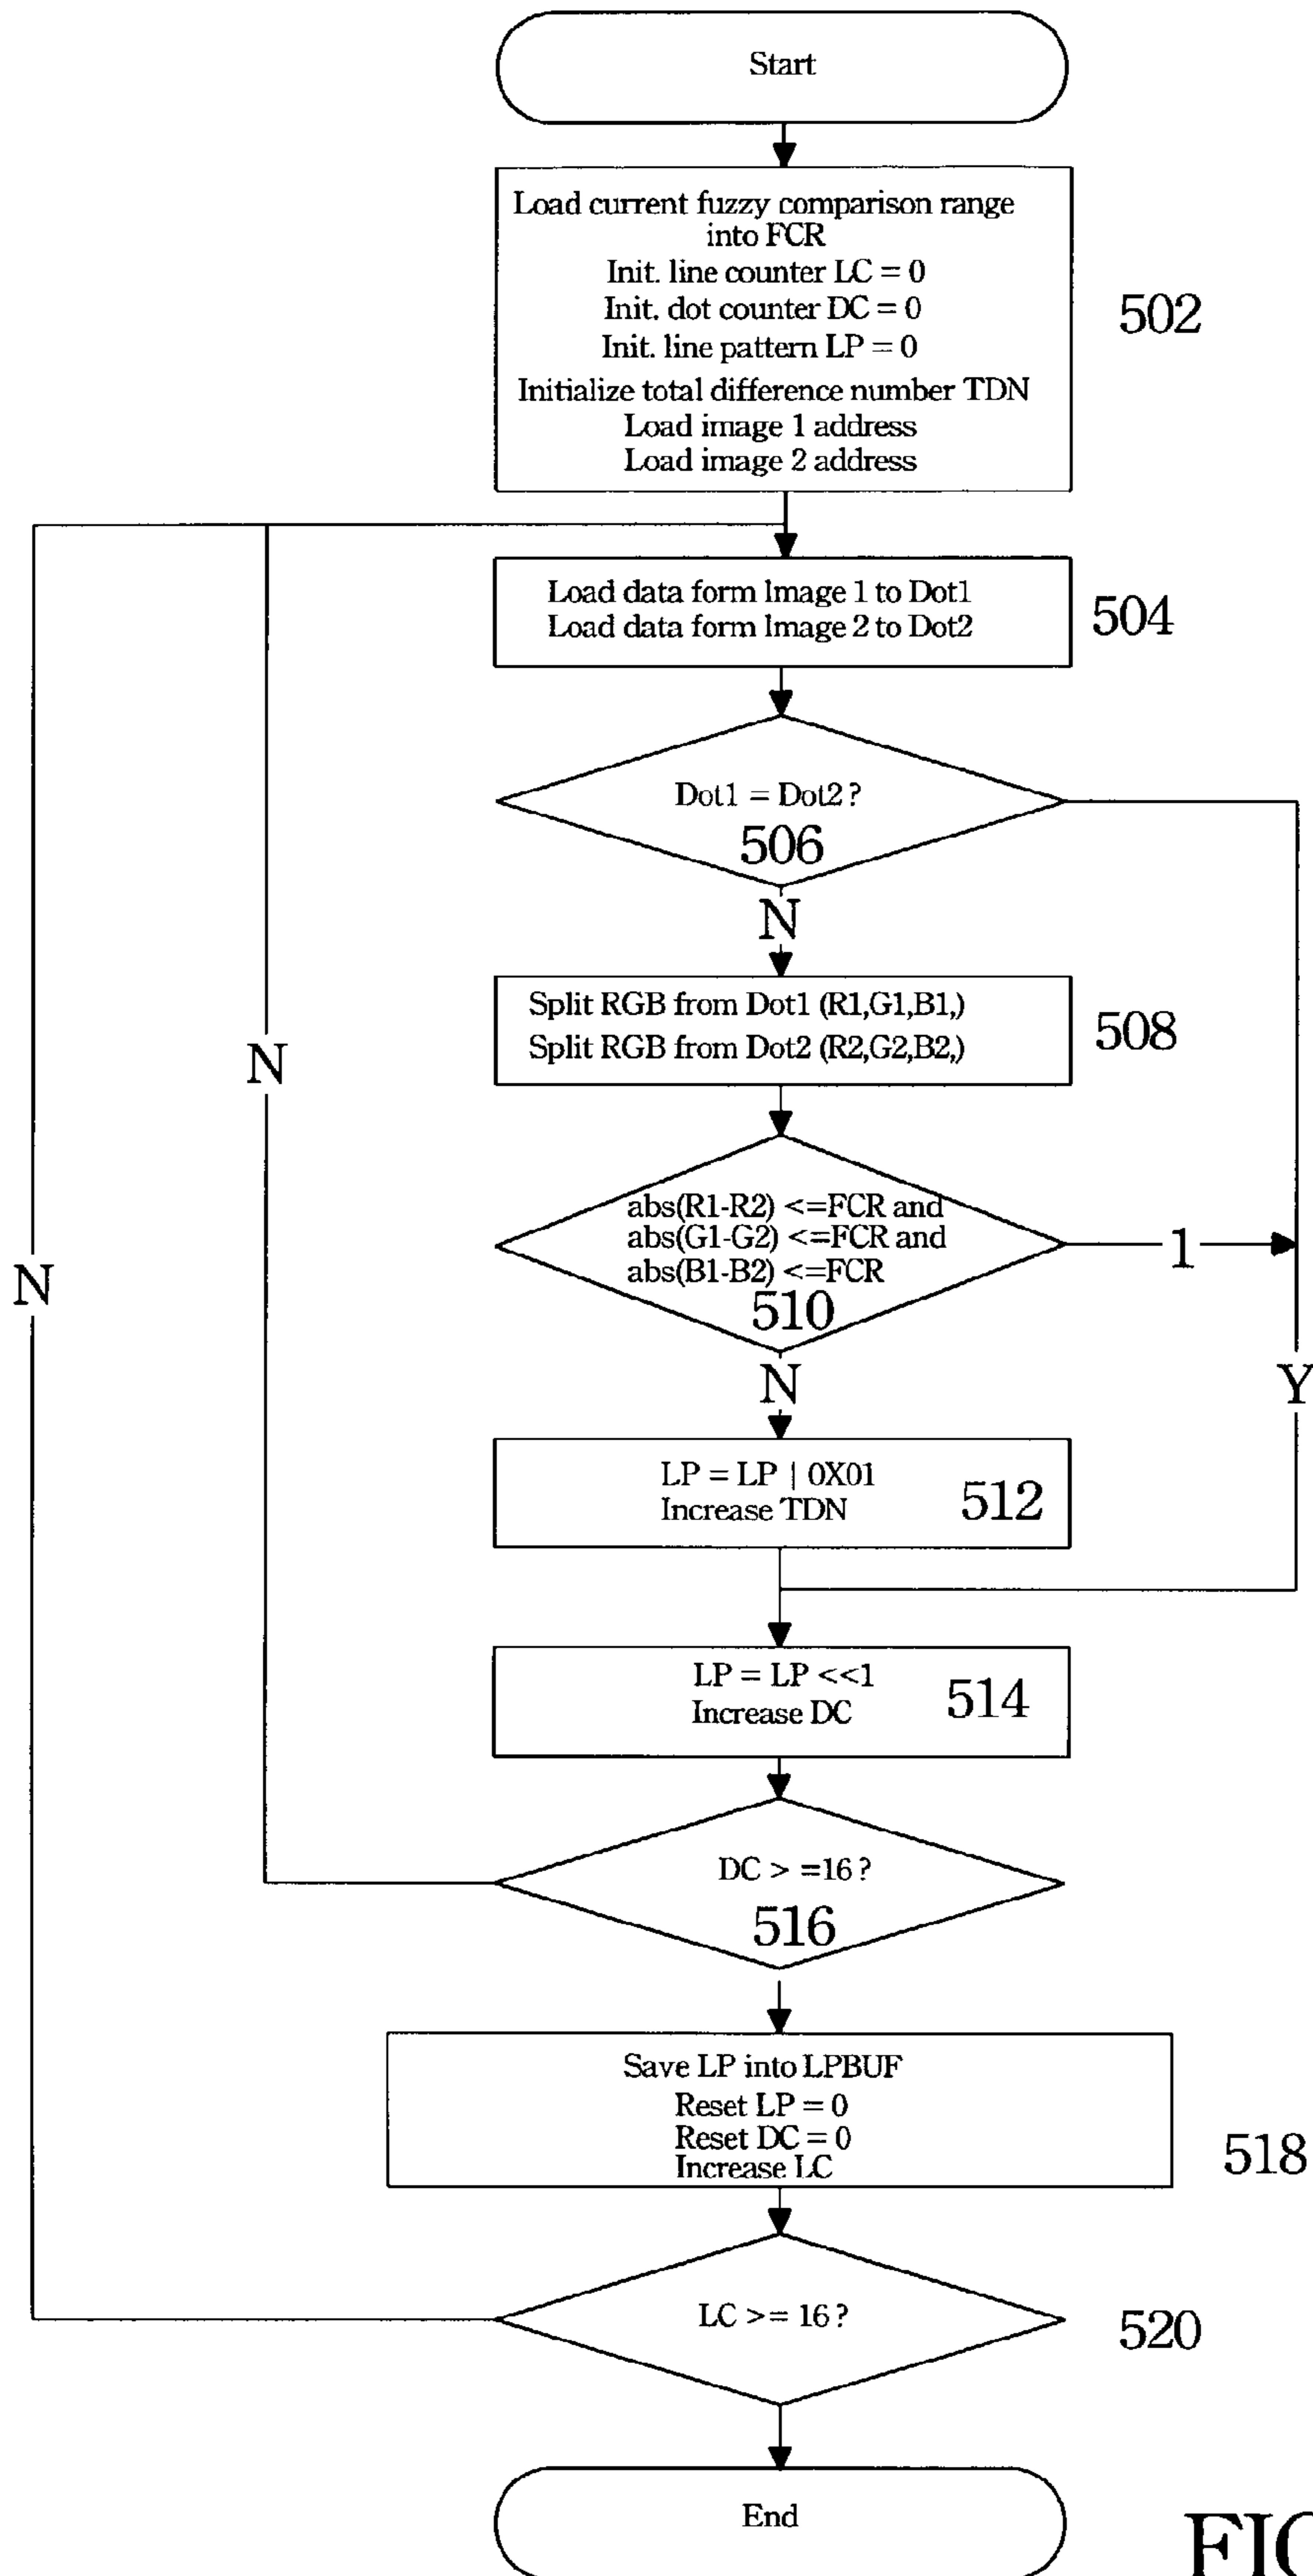 Start
Load current fuzzy comparison range
into FCR
Init. line counter LC = 0
Init. dot counter DC = 0
Init. line pattern LP = 0
Initialize total difference number TDN
Load image 1 address
Load image 2 address
502
Load data form Image 1 to Dot1
Load data form Image 2 to Dot2
504
Dot1 = Dot2?
506
N
Split RGB from Dot1 (R1,G1,B1,)
Split RGB from Dot2 (R2,G2,B2,)
508
N
abs(R1-R2) <=FCR and
abs(G1-G2) <=FCR and
abs(B1-B2) <=FCR
510
1
N
N
Y
LP = LP | 0X01
Increase TDN
512
LP = LP <<1
Increase DC
514
DC > =16?
516
Save LP into LPBUF
Reset LP = 0
Reset DC = 0
Increase LC
518
LC >= 16?
520
End